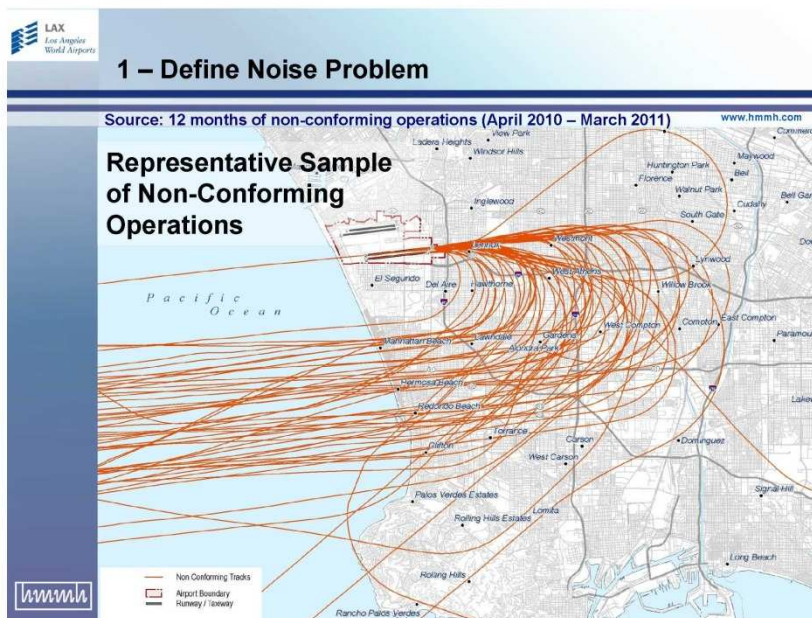 LAX
Los Angeles
World Airports
1 – Define Noise Problem
Source: 12 months of non-conforming operations (April 2010 – March 2011)
www.hmmh.com
Representative Sample
of Non-Conforming
Operations
View Park
Ladera Heights
Windsor Hills
Huntington Park
Maywood
Bell
Florence
Walnut Park
Cudahy
Bell Gar
South Gate
Inglewood
Lennox
Westmont
Lynwood
El Segundo
Del Aire
Hawthorne
West Athens
Willow Brook
Pacific
Ocean
West Compton
Compton
East Compton
Paramou
Manhattan Beach
Lawndale
Gardena
Alondra Park
Hermosa Beach
Redondo Beach
Torrance
Clifton
Carson
Dominguez
West Carson
Signal Hill
Palos Verdes Estates
Lomita
Rolling Hills Estates
Long Beach
Rolling Hills
Rancho Palos Verdes
Non Conforming Tracks
Airport Boundary
Runway / Taxiway
hmmh